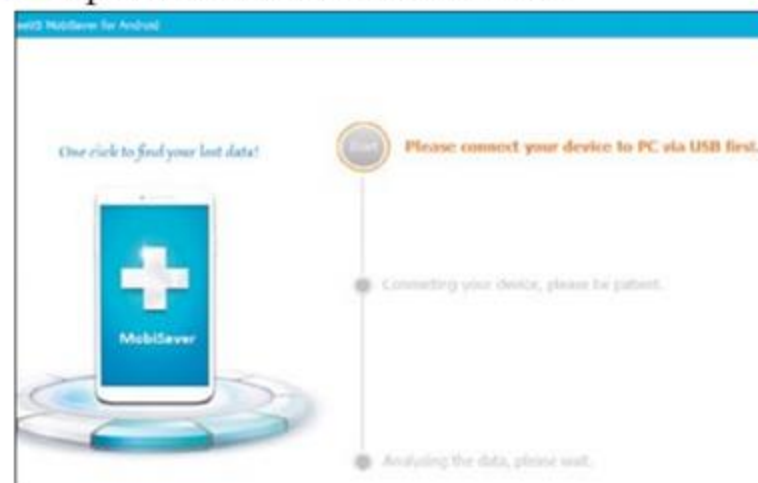 MobiSaver for Android
One click to find your lost data!
Start
Please connect your device to PC via USB first.
MobiSaver
Connecting your device, please be patient.
Analyzing the data, please wait.